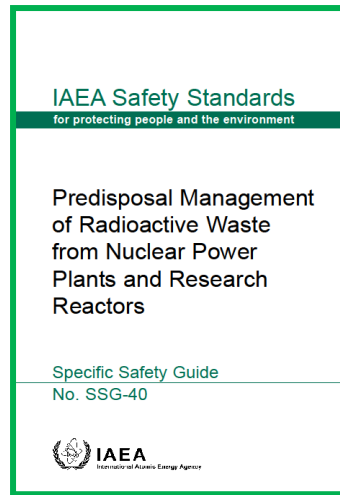 IAEA Safety Standards
for protecting people and the environment
Predisposal Management
of Radioactive Waste
from Nuclear Power
Plants and Research
Reactors
Specific Safety Guide
No. SSG-40
IAEA
International Atomic Energy Agency